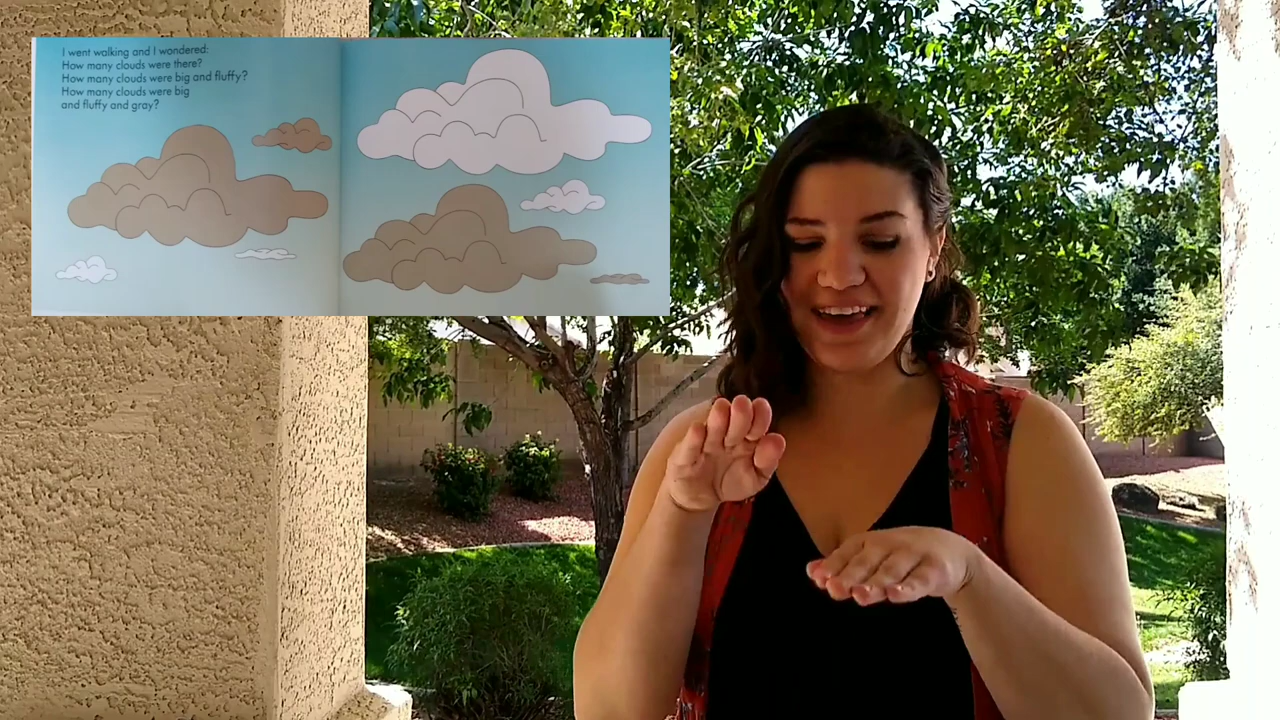 I went walking and I wondered:
How many clouds were there?
How many clouds were big and fluffy?
How many clouds were big
and fluffy and gray?